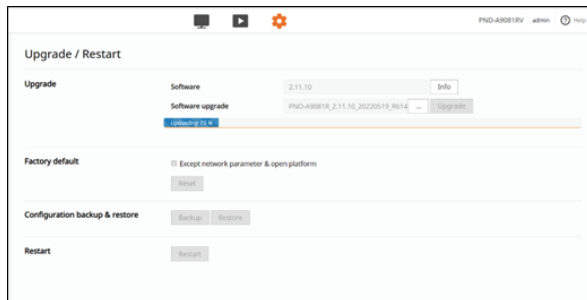 PND-A9081RV admin Help
Upgrade / Restart
Upgrade Software 2.11.10 Info
Software upgrade PNO-A9081R_2.11.10_20220519_R614 ... Upgrade
Factory default Except network parameter & open platform
Reset
Configuration backup & restore Backup Restore
Restart Restart